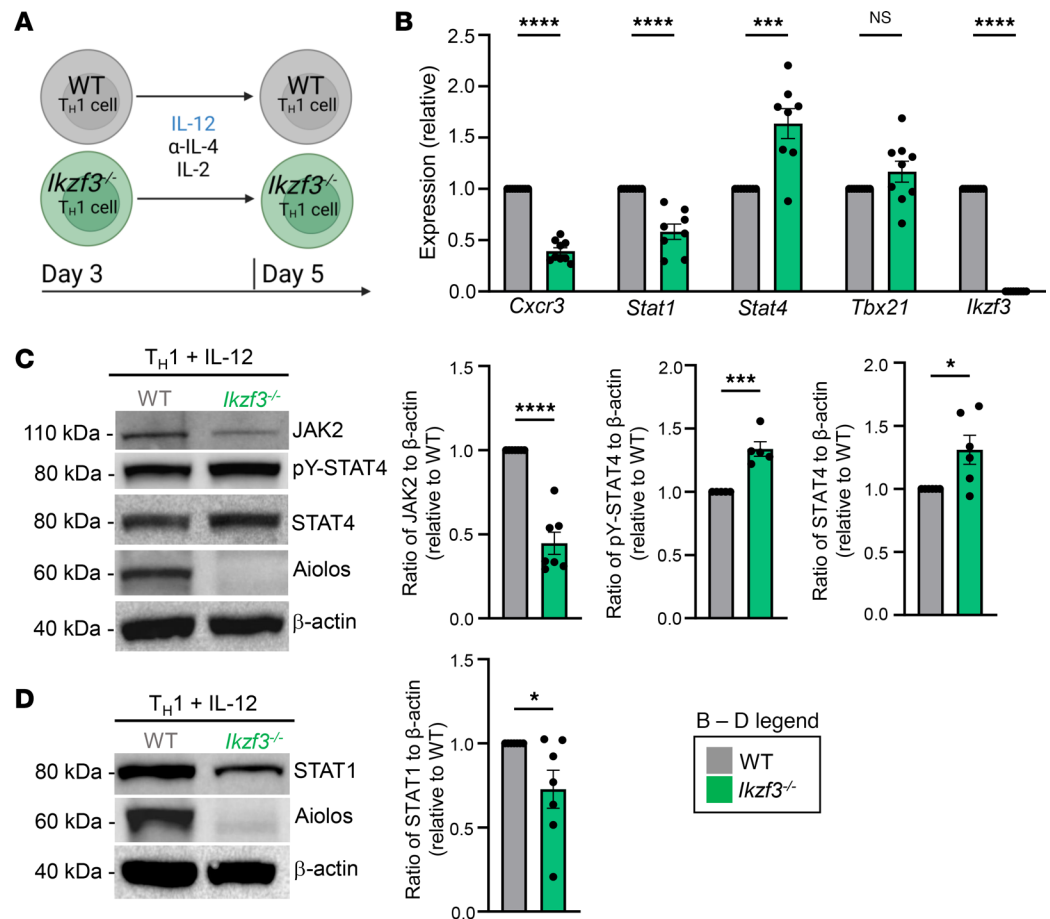 A
WT
TH1 cell
WT
TH1 cell
IL-12
α-IL-4
IL-2
Ikzf3-/-
TH1 cell
Ikzf3-/-
TH1 cell
Day 3
Day 5
B
**** **** *** NS ****
Expression (relative)
2.5
2.0
1.5
1.0
0.5
0.0
Cxcr3 Stat1 Stat4 Tbx21 Ikzf3
C
TH1 + IL-12
WT Ikzf3-/-
110 kDa - JAK2
80 kDa - pY-STAT4
80 kDa - STAT4
60 kDa - Aiolos
40 kDa - β-actin
Ratio of JAK2 to β-actin
(relative to WT)
1.5
1.0
0.5
0.0
****
Ratio of pY-STAT4 to β-actin
(relative to WT)
2.0
1.5
1.0
0.5
0.0
***
Ratio of STAT4 to β-actin
(relative to WT)
2.0
1.5
1.0
0.5
0.0
*
D
TH1 + IL-12
WT Ikzf3-/-
80 kDa - STAT1
60 kDa - Aiolos
40 kDa - β-actin
Ratio of STAT1 to β-actin
(relative to WT)
1.5
1.0
0.5
0.0
*
B – D legend
WT
Ikzf3-/-